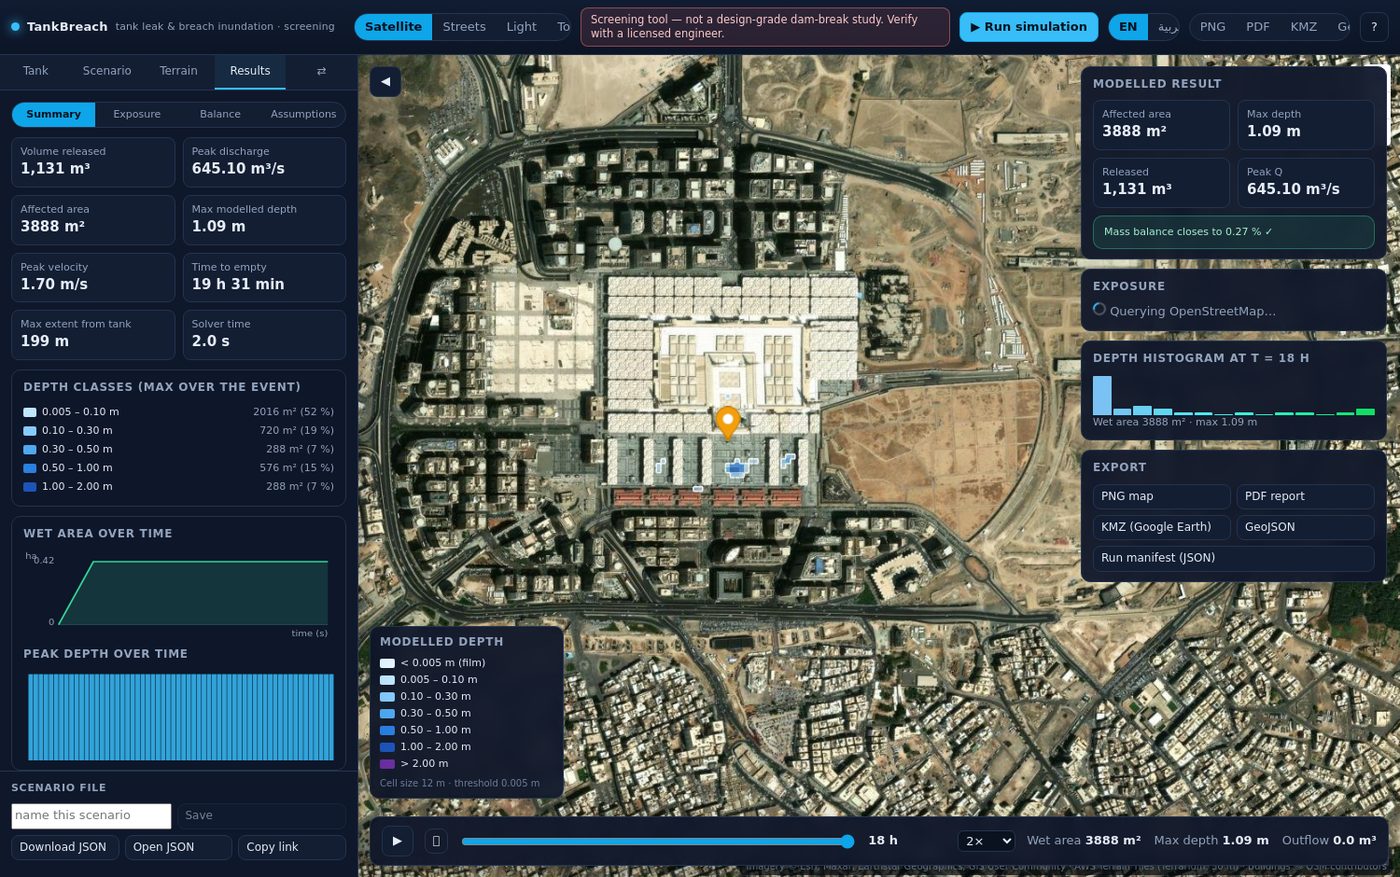 TankBreach tank leak & breach inundation · screening
Satellite Streets Light To
Screening tool — not a design-grade dam-break study. Verify
with a licensed engineer.
▶ Run simulation
EN
PNG PDF KMZ
?
Tank Scenario Terrain Results ⇄
Summary Exposure Balance Assumptions
Volume released
1,131 m³
Peak discharge
645.10 m³/s
Affected area
3888 m²
Max modelled depth
1.09 m
Peak velocity
1.70 m/s
Time to empty
19 h 31 min
Max extent from tank
199 m
Solver time
2.0 s
DEPTH CLASSES (MAX OVER THE EVENT)
0.005 – 0.10 m 2016 m² (52 %)
0.10 – 0.30 m 720 m² (19 %)
0.30 – 0.50 m 288 m² (7 %)
0.50 – 1.00 m 576 m² (15 %)
1.00 – 2.00 m 288 m² (7 %)
WET AREA OVER TIME
ha
0.42
0
time (s)
PEAK DEPTH OVER TIME
SCENARIO FILE
name this scenario Save
Download JSON Open JSON Copy link
◀
MODELLED DEPTH
< 0.005 m (film)
0.005 – 0.10 m
0.10 – 0.30 m
0.30 – 0.50 m
0.50 – 1.00 m
1.00 – 2.00 m
> 2.00 m
Cell size 12 m · threshold 0.005 m
MODELLED RESULT
Affected area
3888 m²
Max depth
1.09 m
Released
1,131 m³
Peak Q
645.10 m³/s
Mass balance closes to 0.27 % ✓
EXPOSURE
Querying OpenStreetMap…
DEPTH HISTOGRAM AT T = 18 H
Wet area 3888 m² · max 1.09 m
EXPORT
PNG map PDF report
KMZ (Google Earth) GeoJSON
Run manifest (JSON)
▶ 18 h 2× Wet area 3888 m² Max depth 1.09 m Outflow 0.0 m³